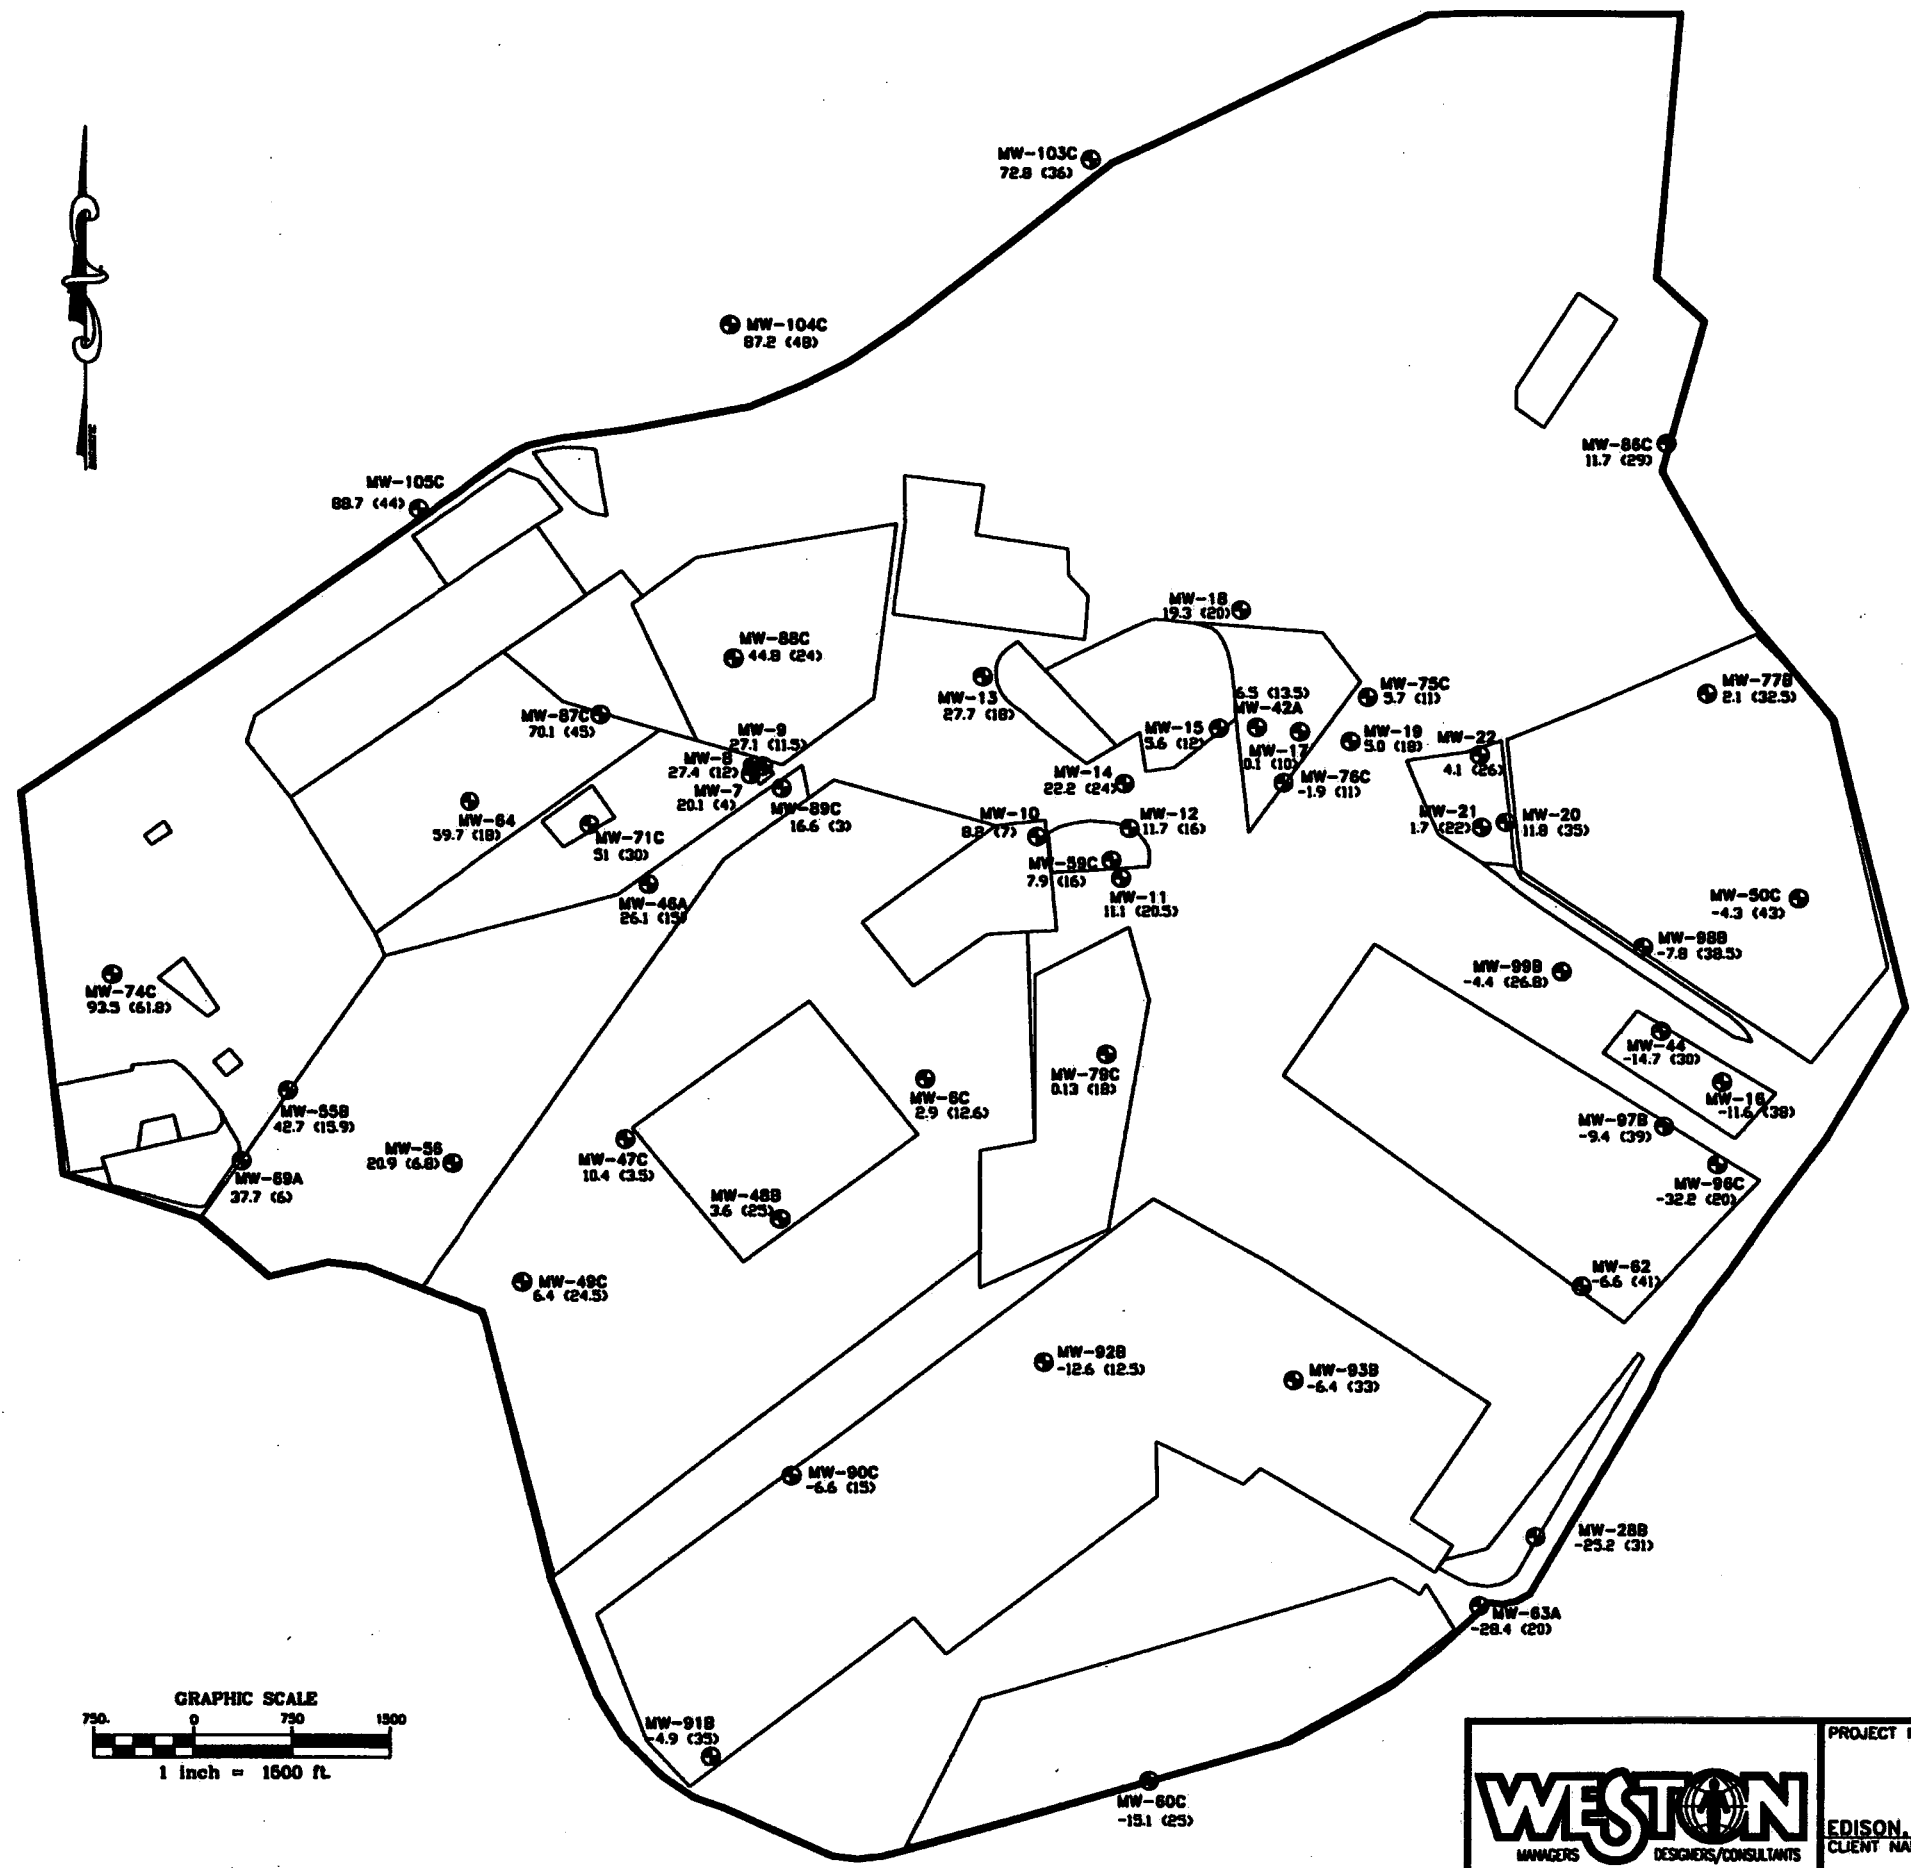 MW-103C
72.8 (36)
MW-104C
87.2 (48)
MW-86C
11.7 (29)
MW-105C
88.7 (44)
MW-18
19.3 (20)
MW-88C
44.8 (24)
MW-13
27.7 (18)
6.5 (13.5)
MW-42A
MW-75C
5.7 (11)
MW-77B
2.1 (32.5)
MW-87C
70.1 (45)
MW-9
27.1 (11.5)
MW-8
27.4 (12)
MW-7
20.1 (4)
MW-89C
16.6 (3)
MW-15
5.6 (12)
MW-17
0.1 (10)
MW-19
5.0 (18)
MW-22
4.1 (26)
MW-14
22.2 (24)
MW-76C
-1.9 (11)
MW-64
59.7 (18)
MW-71C
51 (30)
MW-10
8.8 (7)
MW-12
11.7 (16)
MW-21
1.7 (22)
MW-20
11.8 (35)
MW-59C
7.9 (16)
MW-11
11.1 (20.5)
MW-46A
26.1 (15)
MW-50C
-4.3 (43)
MW-98B
-7.8 (38.5)
MW-99B
-4.4 (26.8)
MW-74C
93.5 (61.8)
MW-44
-14.7 (30)
MW-79C
0.13 (18)
MW-6C
2.9 (12.6)
MW-16
-11.6 (38)
MW-55B
42.7 (15.9)
MW-97B
-9.4 (39)
MW-56
20.9 (6.8)
MW-47C
10.4 (3.5)
MW-69A
37.7 (6)
MW-96C
-32.2 (20)
MW-48B
3.6 (25)
MW-49C
6.4 (24.5)
MW-62
-6.6 (41)
MW-92B
-12.6 (12.5)
MW-93B
-6.4 (33)
MW-90C
-6.6 (15)
MW-28B
-25.2 (31)
MW-63A
-28.4 (20)
MW-91B
-4.9 (35)
MW-60C
-15.1 (25)
GRAPHIC SCALE
750. 0 750 1500
1 inch = 1500 ft.
PROJECT
WESTON
MANAGERS DESIGNERS/CONSULTANTS
EDISON,
CLIENT